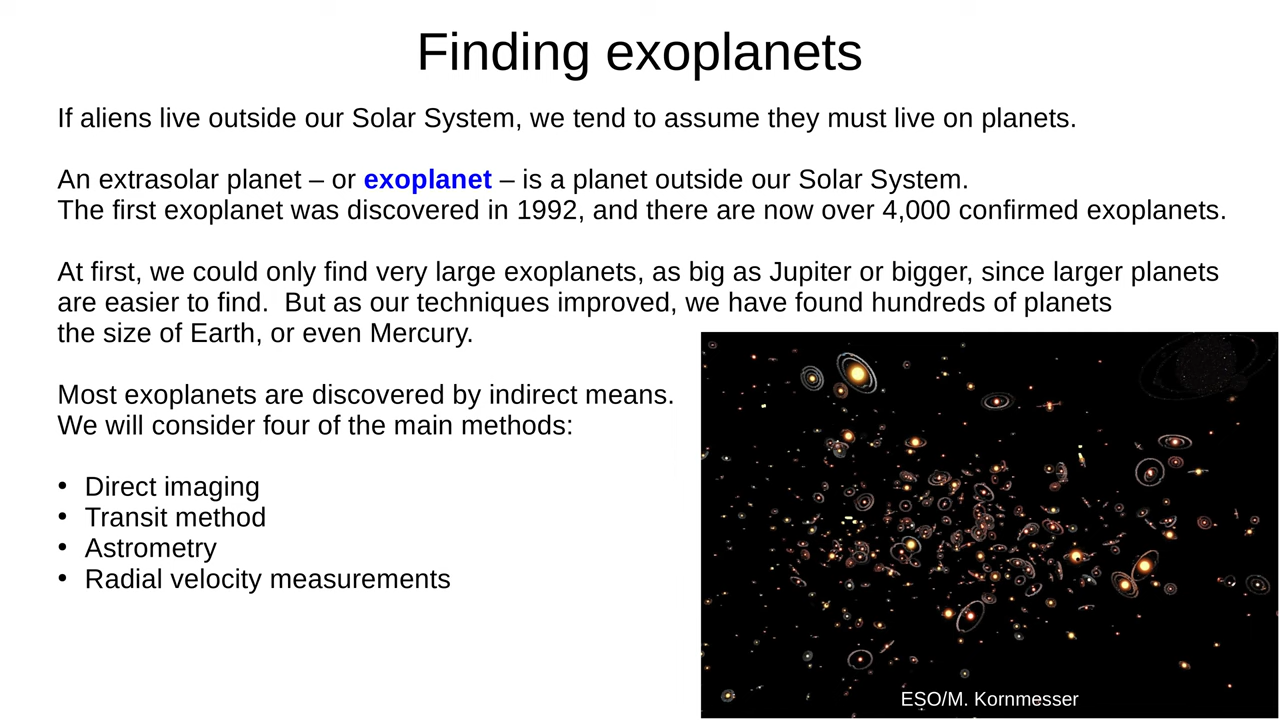 Finding exoplanets
If aliens live outside our Solar System, we tend to assume they must live on planets.
An extrasolar planet – or exoplanet – is a planet outside our Solar System.
The first exoplanet was discovered in 1992, and there are now over 4,000 confirmed exoplanets.
At first, we could only find very large exoplanets, as big as Jupiter or bigger, since larger planets
are easier to find.  But as our techniques improved, we have found hundreds of planets
the size of Earth, or even Mercury.
Most exoplanets are discovered by indirect means.
We will consider four of the main methods:
• Direct imaging
• Transit method
• Astrometry
• Radial velocity measurements
ESO/M. Kornmesser